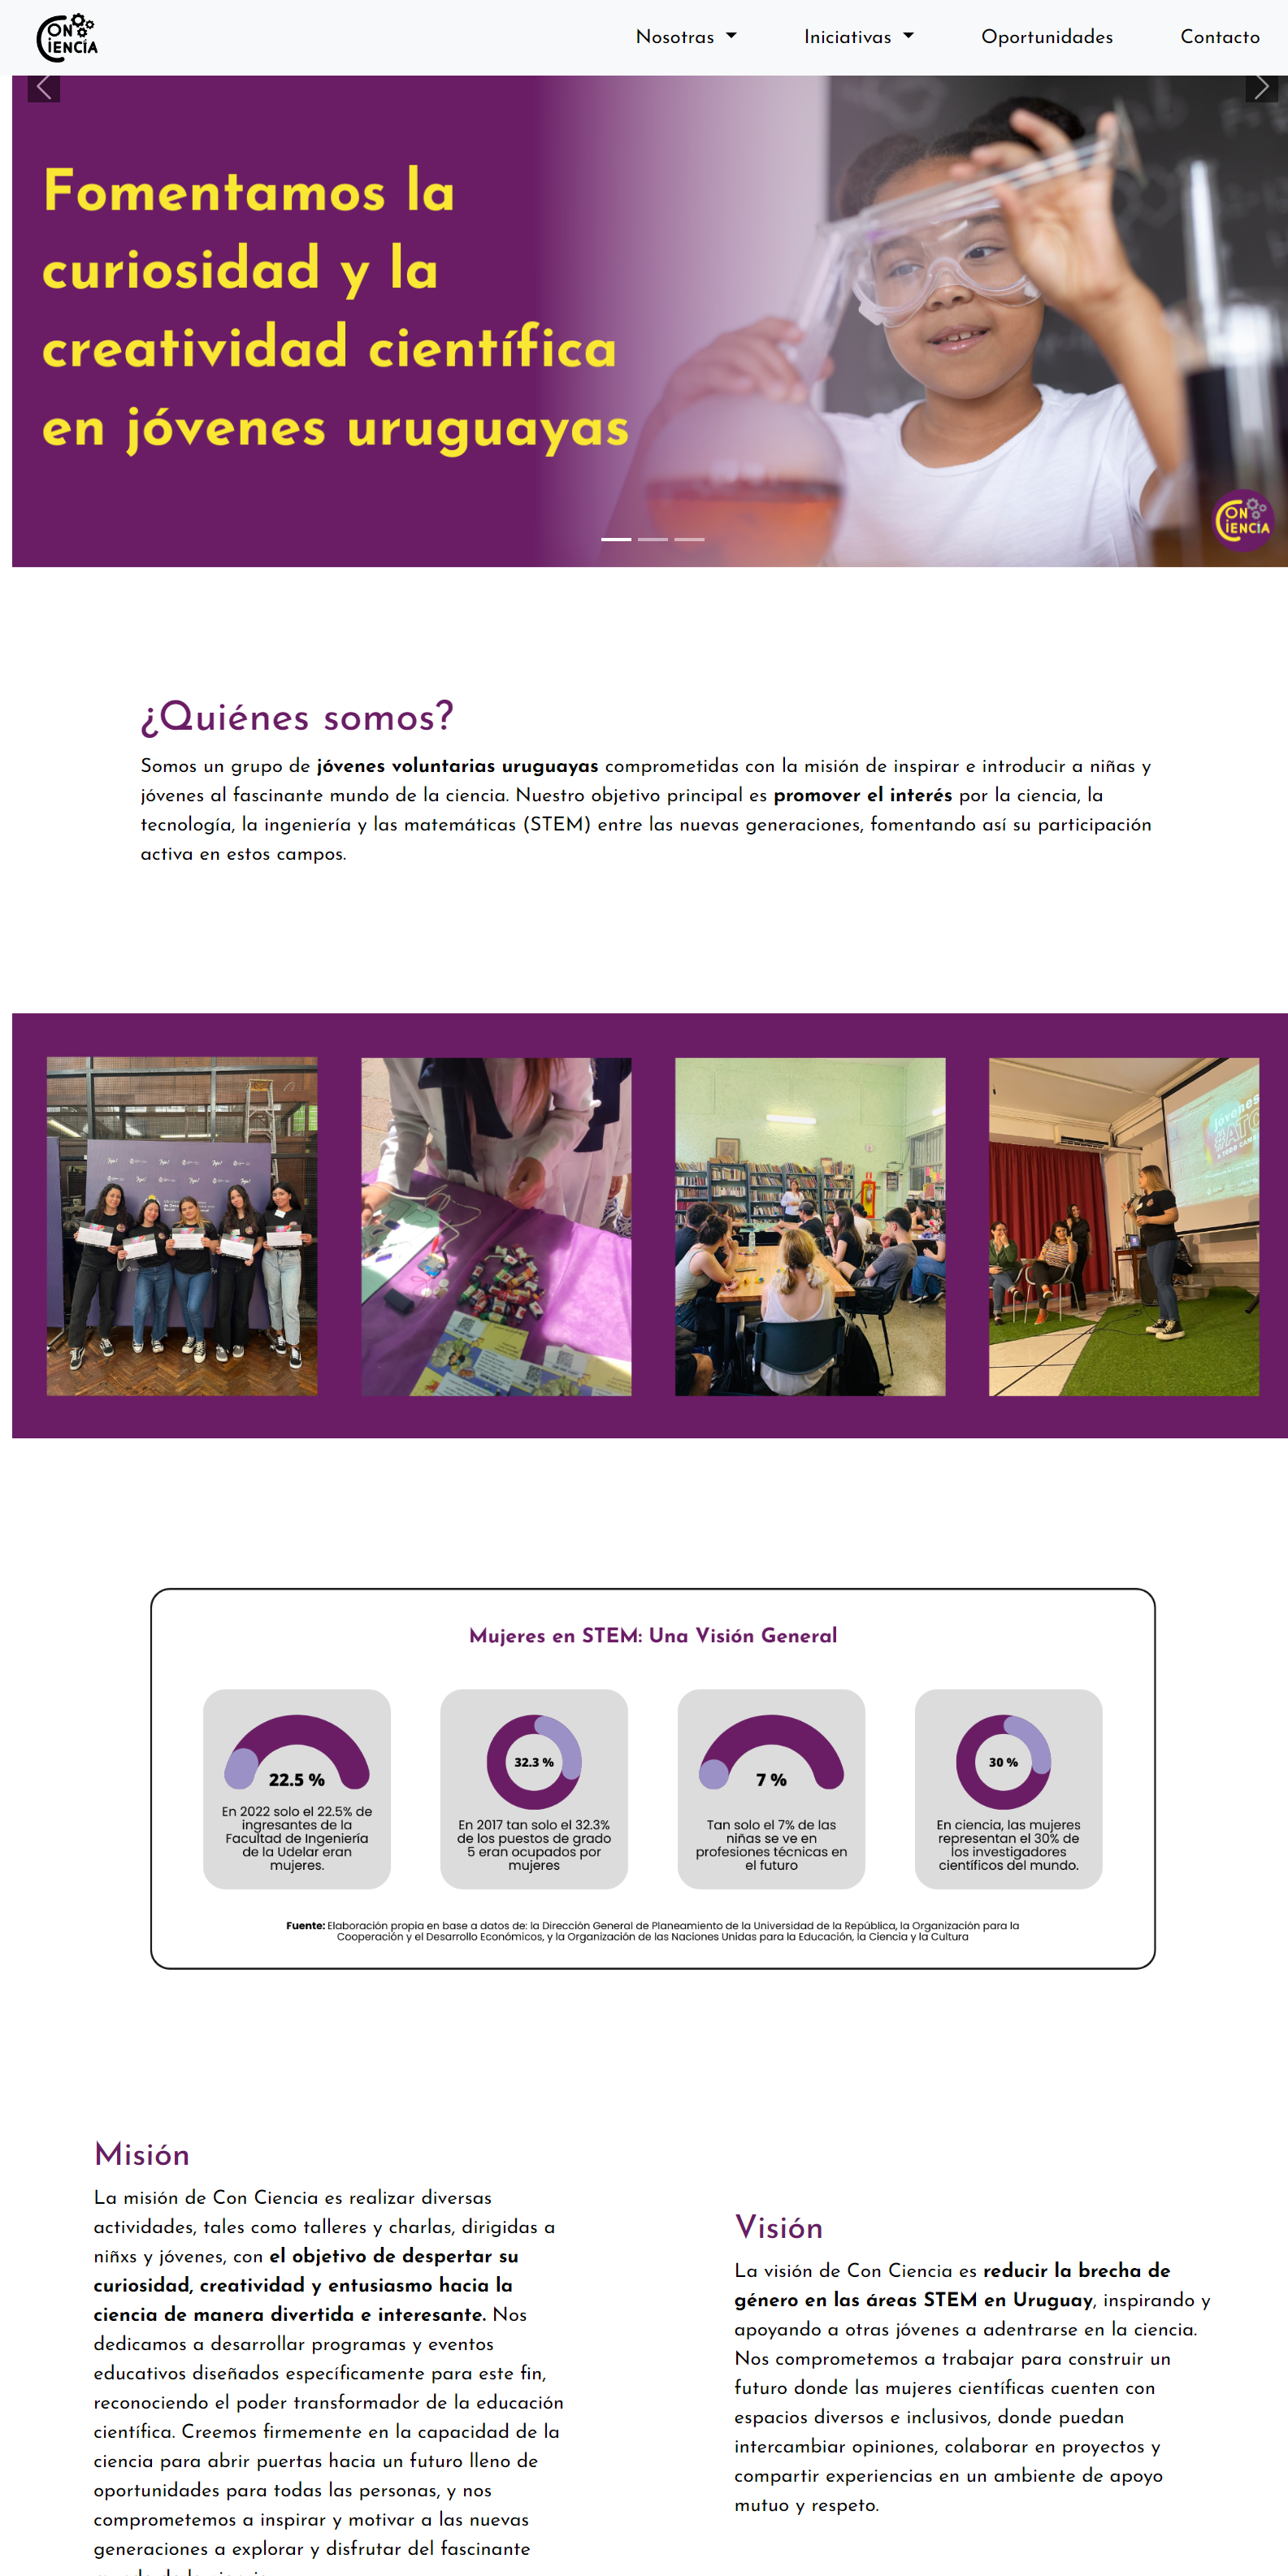 CON
CIENCIA
Nosotras
Iniciativas
Oportunidades
Contacto
Fomentamos la
curiosidad y la
creatividad científica
en jóvenes uruguayas
CON
CIENCIA
¿Quiénes somos?
Somos un grupo de jóvenes voluntarias uruguayas comprometidas con la misión de inspirar e introducir a niñas y
jóvenes al fascinante mundo de la ciencia. Nuestro objetivo principal es promover el interés por la ciencia, la
tecnología, la ingeniería y las matemáticas (STEM) entre las nuevas generaciones, fomentando así su participación
activa en estos campos.
Jóvenes
Mujeres en STEM: Una Visión General
22.5 %
En 2022 solo el 22.5% de
ingresantes de la
Facultad de Ingeniería
de la Udelar eran
mujeres.
32.3 %
En 2017 tan solo el 32.3%
de los puestos de grado
5 eran ocupados por
mujeres
7 %
Tan solo el 7% de las
niñas se ve en
profesiones técnicas en
el futuro
30 %
En ciencia, las mujeres
representan el 30% de
los investigadores
científicos del mundo.
Fuente: Elaboración propia en base a datos de: la Dirección General de Planeamiento de la Universidad de la República, la Organización para la
Cooperación y el Desarrollo Económicos, y la Organización de las Naciones Unidas para la Educación, la Ciencia y la Cultura
Misión
La misión de Con Ciencia es realizar diversas
actividades, tales como talleres y charlas, dirigidas a
niñxs y jóvenes, con el objetivo de despertar su
curiosidad, creatividad y entusiasmo hacia la
ciencia de manera divertida e interesante. Nos
dedicamos a desarrollar programas y eventos
educativos diseñados específicamente para este fin,
reconociendo el poder transformador de la educación
científica. Creemos firmemente en la capacidad de la
ciencia para abrir puertas hacia un futuro lleno de
oportunidades para todas las personas, y nos
comprometemos a inspirar y motivar a las nuevas
generaciones a explorar y disfrutar del fascinante
Visión
La visión de Con Ciencia es reducir la brecha de
género en las áreas STEM en Uruguay, inspirando y
apoyando a otras jóvenes a adentrarse en la ciencia.
Nos comprometemos a trabajar para construir un
futuro donde las mujeres científicas cuenten con
espacios diversos e inclusivos, donde puedan
intercambiar opiniones, colaborar en proyectos y
compartir experiencias en un ambiente de apoyo
mutuo y respeto.